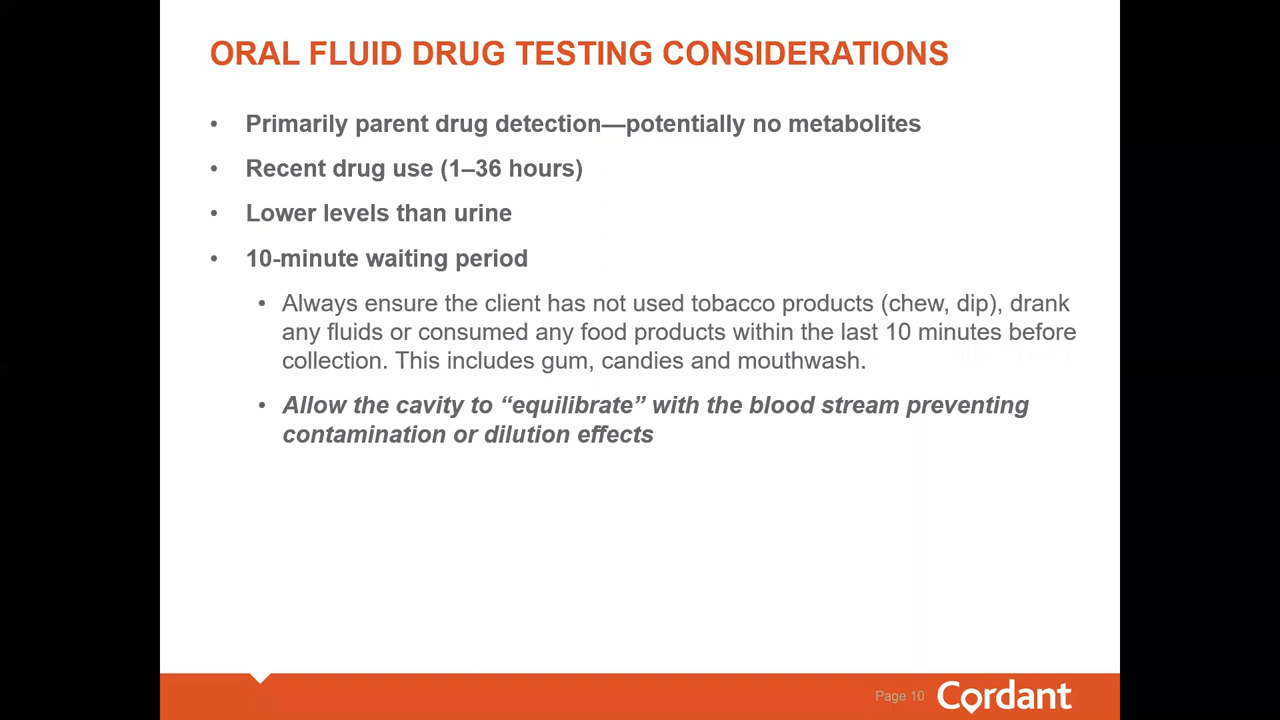 ORAL FLUID DRUG TESTING CONSIDERATIONS
• Primarily parent drug detection—potentially no metabolites
• Recent drug use (1–36 hours)
• Lower levels than urine
• 10-minute waiting period
• Always ensure the client has not used tobacco products (chew, dip), drank
any fluids or consumed any food products within the last 10 minutes before
collection. This includes gum, candies and mouthwash.
• Allow the cavity to “equilibrate” with the blood stream preventing
contamination or dilution effects
Page 10
Cordant